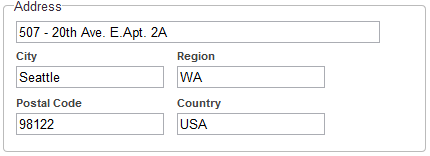 Address
507 - 20th Ave. E.Apt. 2A
City Region
Seattle WA
Postal Code Country
98122 USA